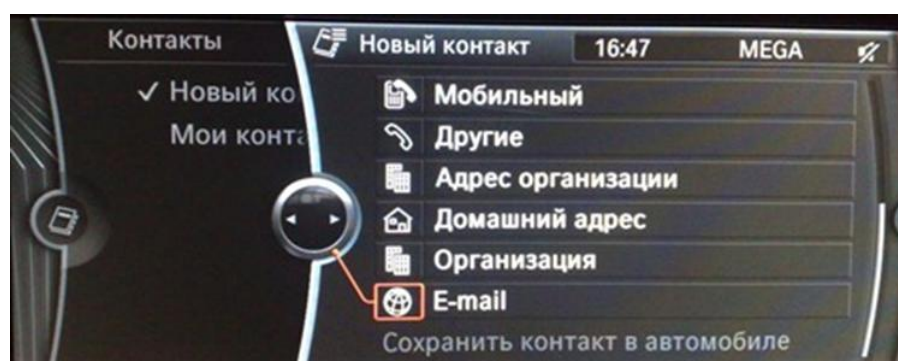 Контакты
Новый контакт 16:47 MEGA
Новый ко
Мои конт
Мобильный
Другие
Адрес организации
Домашний адрес
Организация
E-mail
Сохранить контакт в автомобиле